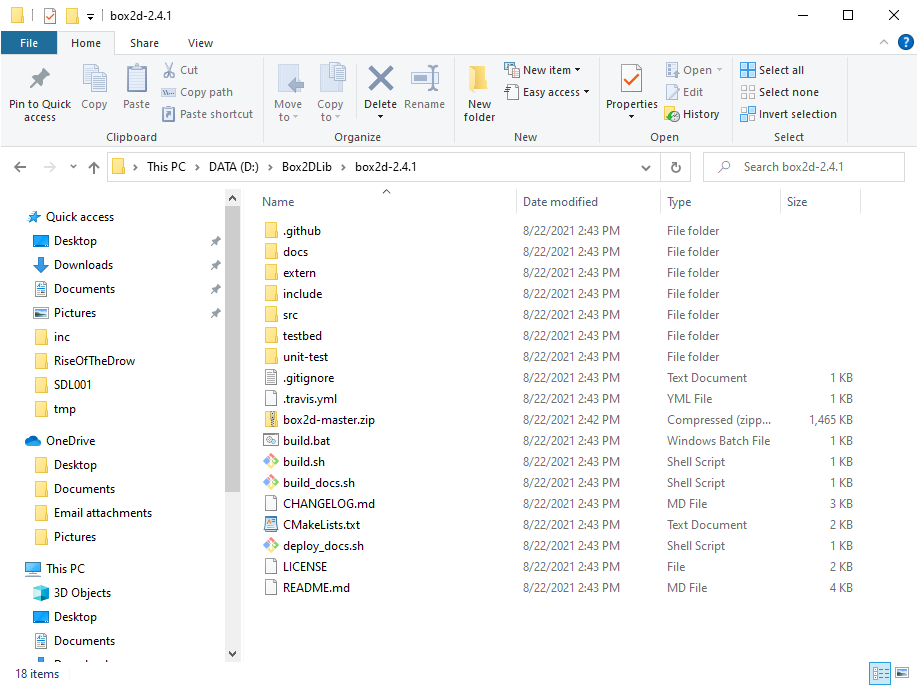 box2d-2.4.1
File Home Share View
Pin to Quick access
Copy
Paste
Cut
Copy path
Paste shortcut
Clipboard
Move to
Copy to
Delete
Rename
Organize
New folder
New item
Easy access
New
Properties
Open
Edit
History
Open
Select all
Select none
Invert selection
Select
This PC > DATA (D:) > Box2DLib > box2d-2.4.1
Search box2d-2.4.1
Quick access
Desktop
Downloads
Documents
Pictures
inc
RiseOfTheDrow
SDL001
tmp
OneDrive
Desktop
Documents
Email attachments
Pictures
This PC
3D Objects
Desktop
Documents
Name Date modified Type Size
.github 8/22/2021 2:43 PM File folder
docs 8/22/2021 2:43 PM File folder
extern 8/22/2021 2:43 PM File folder
include 8/22/2021 2:43 PM File folder
src 8/22/2021 2:43 PM File folder
testbed 8/22/2021 2:43 PM File folder
unit-test 8/22/2021 2:43 PM File folder
.gitignore 8/22/2021 2:43 PM Text Document 1 KB
.travis.yml 8/22/2021 2:43 PM YML File 1 KB
box2d-master.zip 8/22/2021 2:42 PM Compressed (zipp... 1,465 KB
build.bat 8/22/2021 2:43 PM Windows Batch File 1 KB
build.sh 8/22/2021 2:43 PM Shell Script 1 KB
build_docs.sh 8/22/2021 2:43 PM Shell Script 1 KB
CHANGELOG.md 8/22/2021 2:43 PM MD File 3 KB
CMakeLists.txt 8/22/2021 2:43 PM Text Document 2 KB
deploy_docs.sh 8/22/2021 2:43 PM Shell Script 1 KB
LICENSE 8/22/2021 2:43 PM File 2 KB
README.md 8/22/2021 2:43 PM MD File 4 KB
18 items